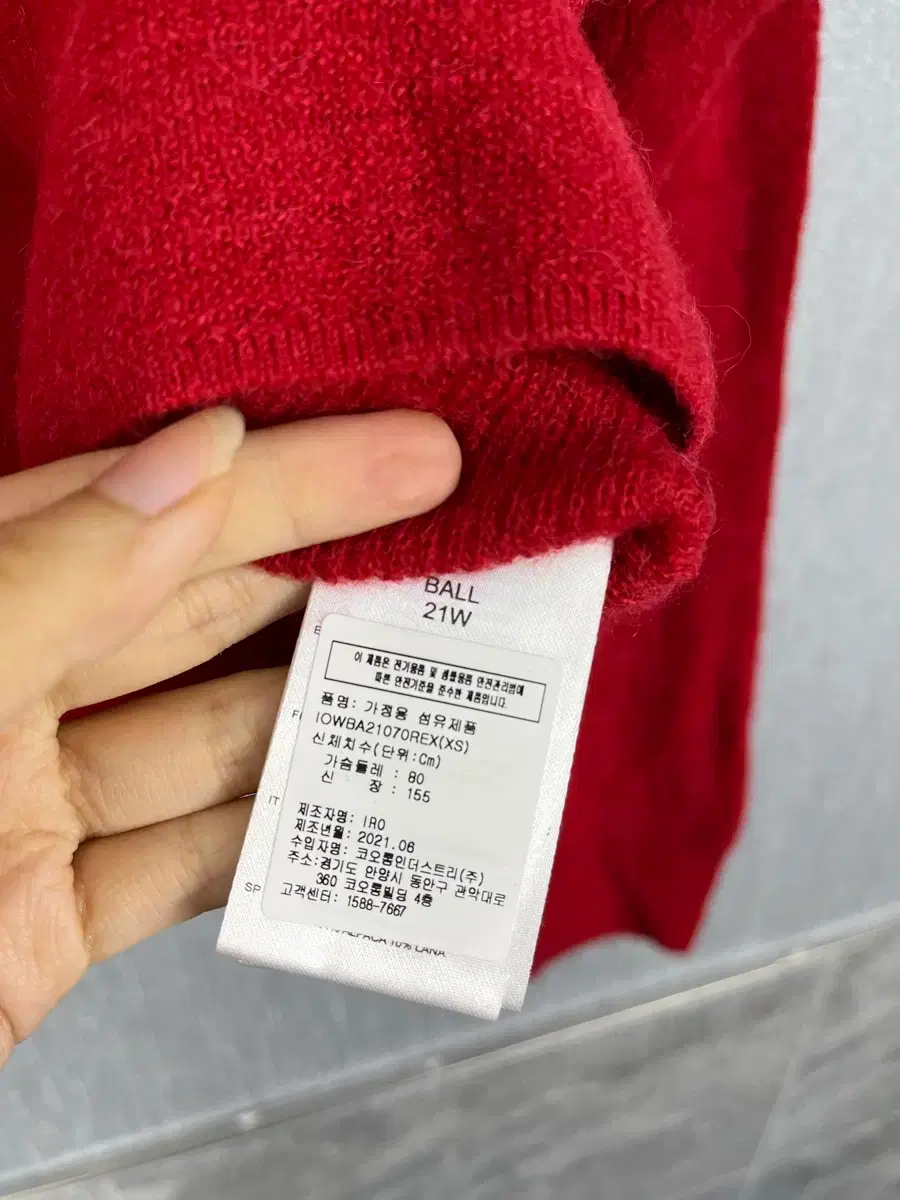 BALL
21W
이 제품은 전기용품 및 생활용품 안전관리법에
따른 안전기준을 준수한 제품입니다.
품명: 가정용 섬유제품
IOWBA21070REX(XS)
신체치수(단위:Cm)
가슴둘레 : 80
신 장 : 155
제조자명: IRO
제조년월: 2021.06
수입자명: 코오롱인더스트리(주)
주소:경기도 안양시 동안구 관악대로
360 코오롱빌딩 4층
고객센터: 1588-7667
IT
SP
ALPACA 10% LANA